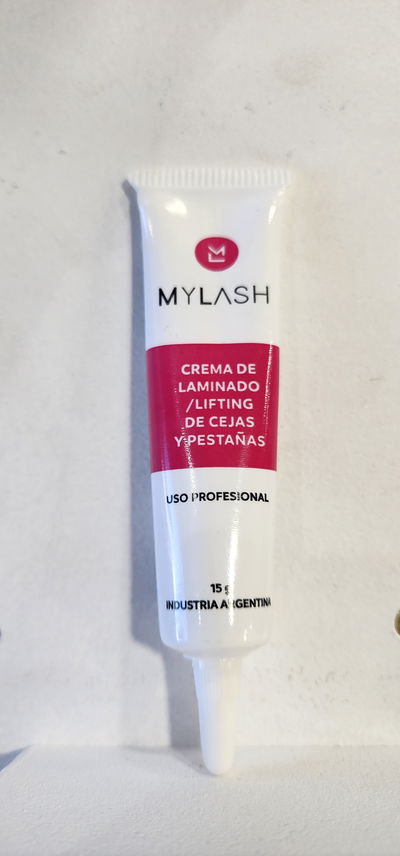 MYLASH
CREMA DE
LAMINADO
/LIFTING
DE CEJAS
Y PESTAÑAS
USO PROFESIONAL
15 g
INDUSTRIA ARGENTINA